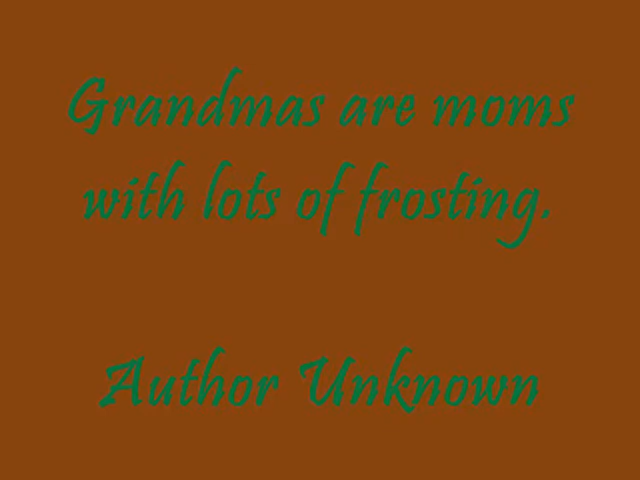 Grandmas are moms
with lots of frosting.
Author Unknown